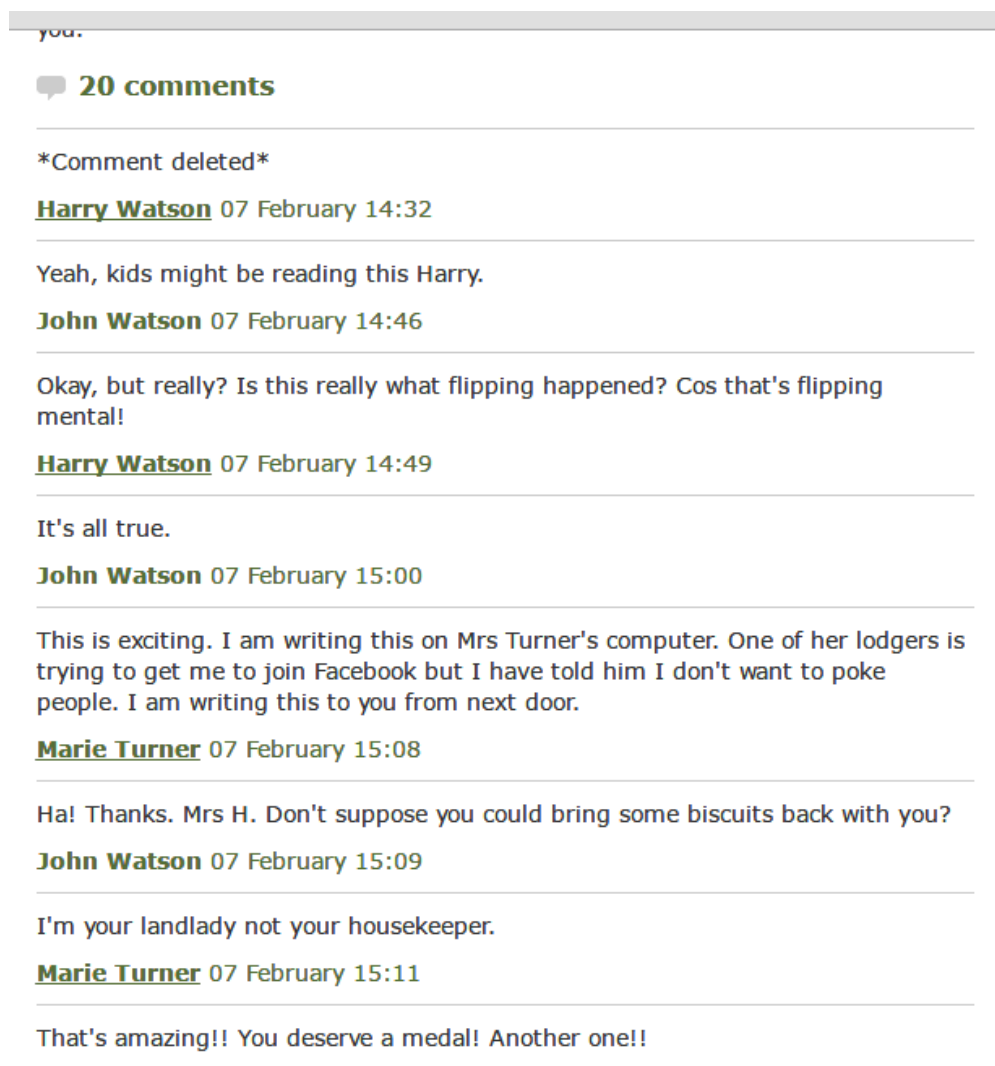 you.
20 comments
*Comment deleted*
Harry Watson 07 February 14:32
Yeah, kids might be reading this Harry.
John Watson 07 February 14:46
Okay, but really? Is this really what flipping happened? Cos that's flipping
mental!
Harry Watson 07 February 14:49
It's all true.
John Watson 07 February 15:00
This is exciting. I am writing this on Mrs Turner's computer. One of her lodgers is
trying to get me to join Facebook but I have told him I don't want to poke
people. I am writing this to you from next door.
Marie Turner 07 February 15:08
Ha! Thanks. Mrs H. Don't suppose you could bring some biscuits back with you?
John Watson 07 February 15:09
I'm your landlady not your housekeeper.
Marie Turner 07 February 15:11
That's amazing!! You deserve a medal! Another one!!